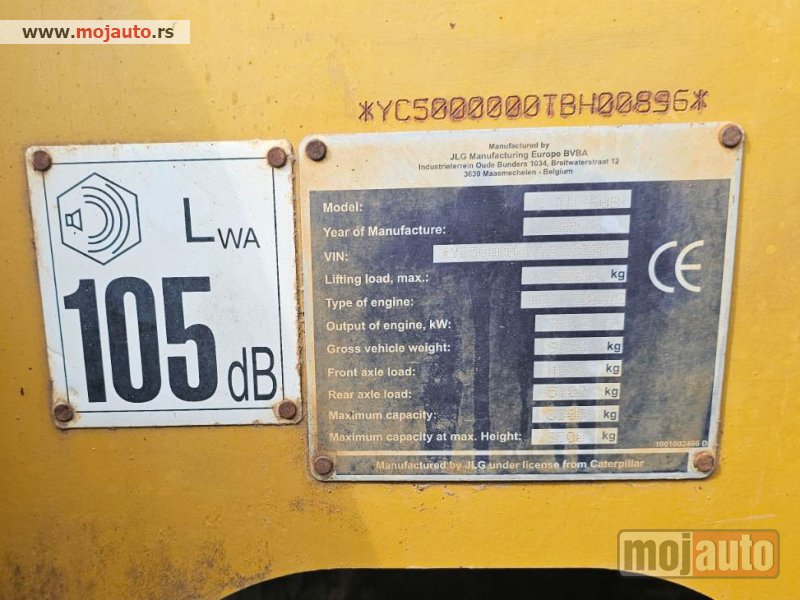 www.mojauto.rs
*YC5000000TBH00896*
LWA
105 dB
Manufactured by
JLG Manufacturing Europe BVBA
Industrieterrein Oude Bunders 1034, Breitwaterstraat 12
3630 Maasmechelen - Belgium
Model:
Year of Manufacture:
VIN:
Lifting load, max.: kg
Type of engine:
Output of engine, kW:
Gross vehicle weight: kg
Front axle load: kg
Rear axle load: kg
Maximum capacity: kg
Maximum capacity at max. Height: kg
CE
1001002466 D
Manufactured by JLG under license from Caterpillar
mojauto